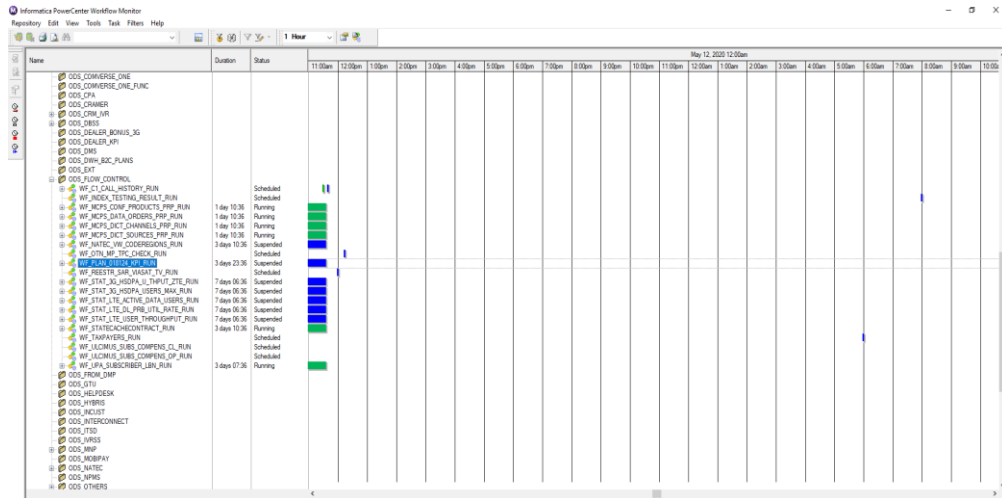 Informatica PowerCenter Workflow Monitor
Repository Edit View Tools Task Filters Help
1 Hour
Name Duration Status May 12, 2020 12:00am
11:00am 12:00pm 1:00pm 2:00pm 3:00pm 4:00pm 5:00pm 6:00pm 7:00pm 8:00pm 9:00pm 10:00pm 11:00pm 12:00am 1:00am 2:00am 3:00am 4:00am 5:00am 6:00am 7:00am 8:00am 9:00am 10:00
ODS_COMVERSE_ONE
ODS_COMVERSE_ONE_FUNC
ODS_CPA
ODS_CRAMER
ODS_CRM_IVR
ODS_DBSS
ODS_DEALER_BONUS_3G
ODS_DEALER_KPI
ODS_DMS
ODS_DWH_B2C_PLANS
ODS_EXT
ODS_FLOW_CONTROL
WF_C1_CALL_HISTORY_RUN Scheduled
WF_INDEX_TESTING_RESULT_RUN Scheduled
WF_MCPS_CONF_PRODUCTS_PRP_RUN 1 day 10:36 Running
WF_MCPS_DATA_ORDERS_PRP_RUN 1 day 10:36 Running
WF_MCPS_DICT_CHANNELS_PRP_RUN 1 day 10:36 Running
WF_MCPS_DICT_SOURCES_PRP_RUN 1 day 10:36 Running
WF_NATEC_VW_CODEREGIONS_RUN 3 days 10:36 Suspended
WF_OTN_MP_TPC_CHECK_RUN Scheduled
WF_PLAN_010124_KPI_RUN 3 days 23:36 Suspended
WF_REESTR_SAR_VIASAT_TV_RUN Scheduled
WF_STAT_3G_HSDPA_U_THPUT_ZTE_RUN 7 days 06:36 Suspended
WF_STAT_3G_HSDPA_USERS_MAX_RUN 7 days 06:36 Suspended
WF_STAT_LTE_ACTIVE_DATA_USERS_RUN 7 days 06:36 Suspended
WF_STAT_LTE_DL_PRB_UTIL_RATE_RUN 7 days 06:36 Suspended
WF_STAT_LTE_USER_THROUGHPUT_RUN 7 days 06:36 Suspended
WF_STATECACHECONTRACT_RUN 3 days 10:36 Running
WF_TAXPAYERS_RUN Scheduled
WF_ULCIMUS_SUBS_COMPENS_CL_RUN Scheduled
WF_ULCIMUS_SUBS_COMPENS_OP_RUN Scheduled
WF_UPA_SUBSCRIBER_LBN_RUN 3 days 07:36 Running
ODS_FROM_DMP
ODS_GTU
ODS_HELPDESK
ODS_HYBRIS
ODS_INCUST
ODS_INTERCONNECT
ODS_ITSD
ODS_IVRSS
ODS_MNP
ODS_MOBIPAY
ODS_NATEC
ODS_NPMS
ODS_OTHERS